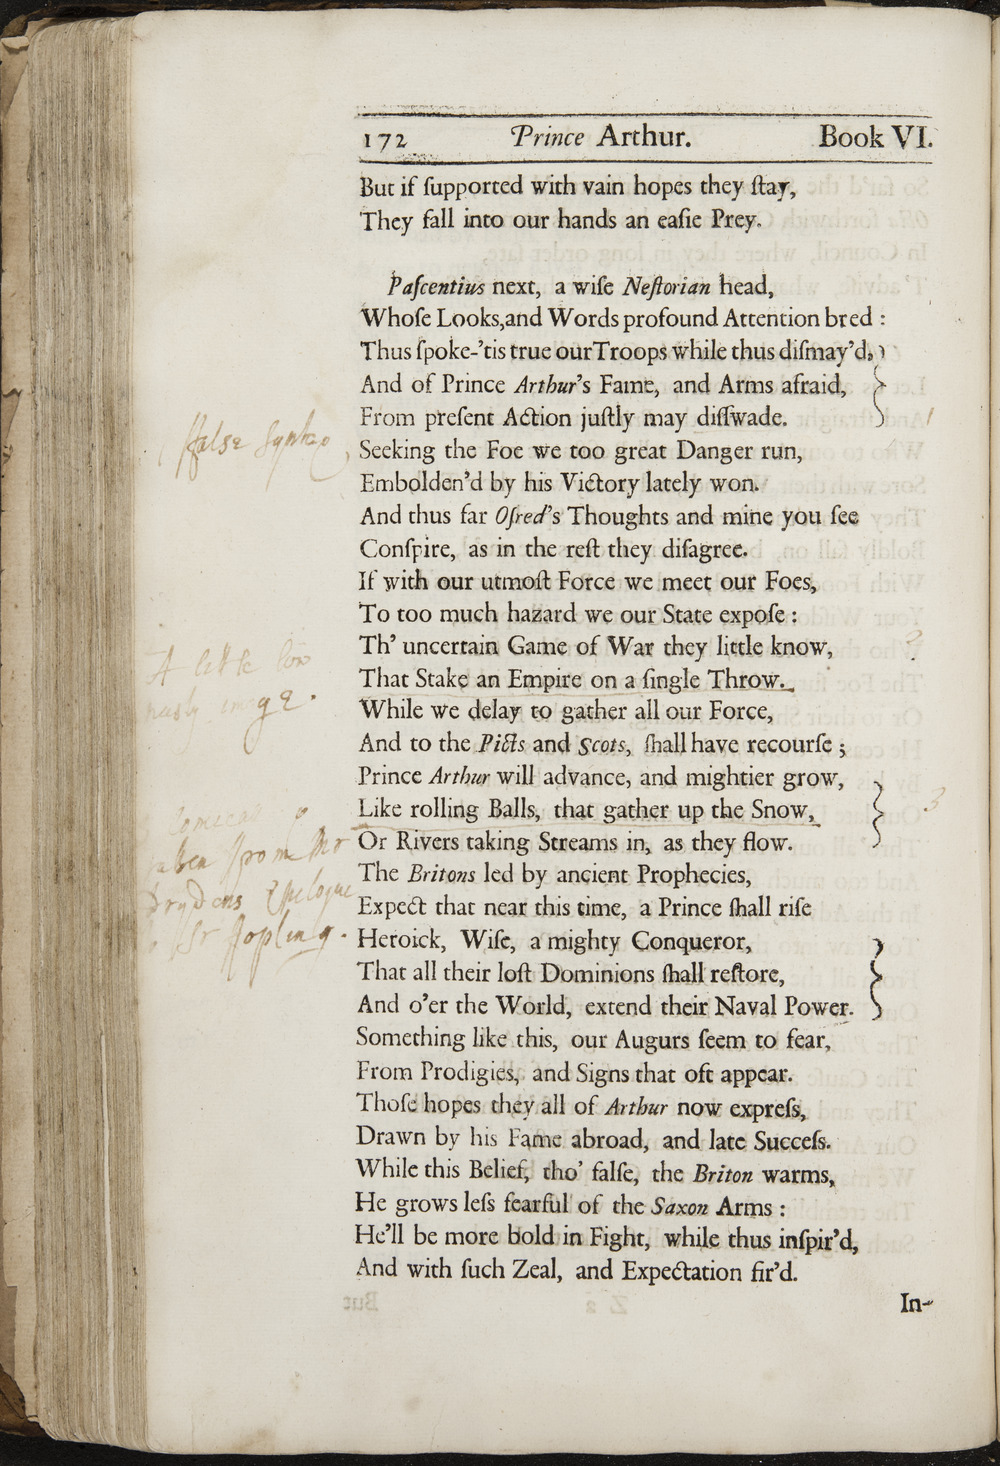 172 Prince Arthur. Book VI.
But if ſupported with vain hopes they ſtay,
They fall into our hands an eaſie Prey.
Paſcentius next, a wiſe Neſtorian head,
Whoſe Looks,and Words profound Attention bred :
Thus ſpoke-'tis true ourTroops while thus diſmay'd,
And of Prince Arthur's Fame, and Arms afraid,
From preſent Action juſtly may diſſwade.
1
ffalse Syntax
Seeking the Foe we too great Danger run,
Embolden'd by his Victory lately won.
And thus far Oſred's Thoughts and mine you ſee
Conſpire, as in the reſt they diſagree.
If with our utmoſt Force we meet our Foes,
To too much hazard we our State expoſe :
Th' uncertain Game of War they little know,
2
That Stake an Empire on a ſingle Throw.
A little low
image.
While we delay to gather all our Force,
And to the Picts and Scots, ſhall have recourſe ;
Prince Arthur will advance, and mightier grow,
Like rolling Balls, that gather up the Snow,
3
Or Rivers taking Streams in, as they flow.
comical
taken from Mr
Drydens Epilogue
to Sr ffopling.
The Britons led by ancient Prophecies,
Expect that near this time, a Prince ſhall riſe
Heroick, Wiſe, a mighty Conqueror,
That all their loſt Dominions ſhall reſtore,
And o'er the World, extend their Naval Power.
Something like this, our Augurs ſeem to fear,
From Prodigies, and Signs that oft appear.
Thoſe hopes they all of Arthur now expreſs,
Drawn by his Fame abroad, and late Succeſs.
While this Belief, tho' falſe, the Briton warms,
He grows leſs fearful of the Saxon Arms :
He'll be more bold in Fight, while thus inſpir'd,
And with ſuch Zeal, and Expectation fir'd.
In-